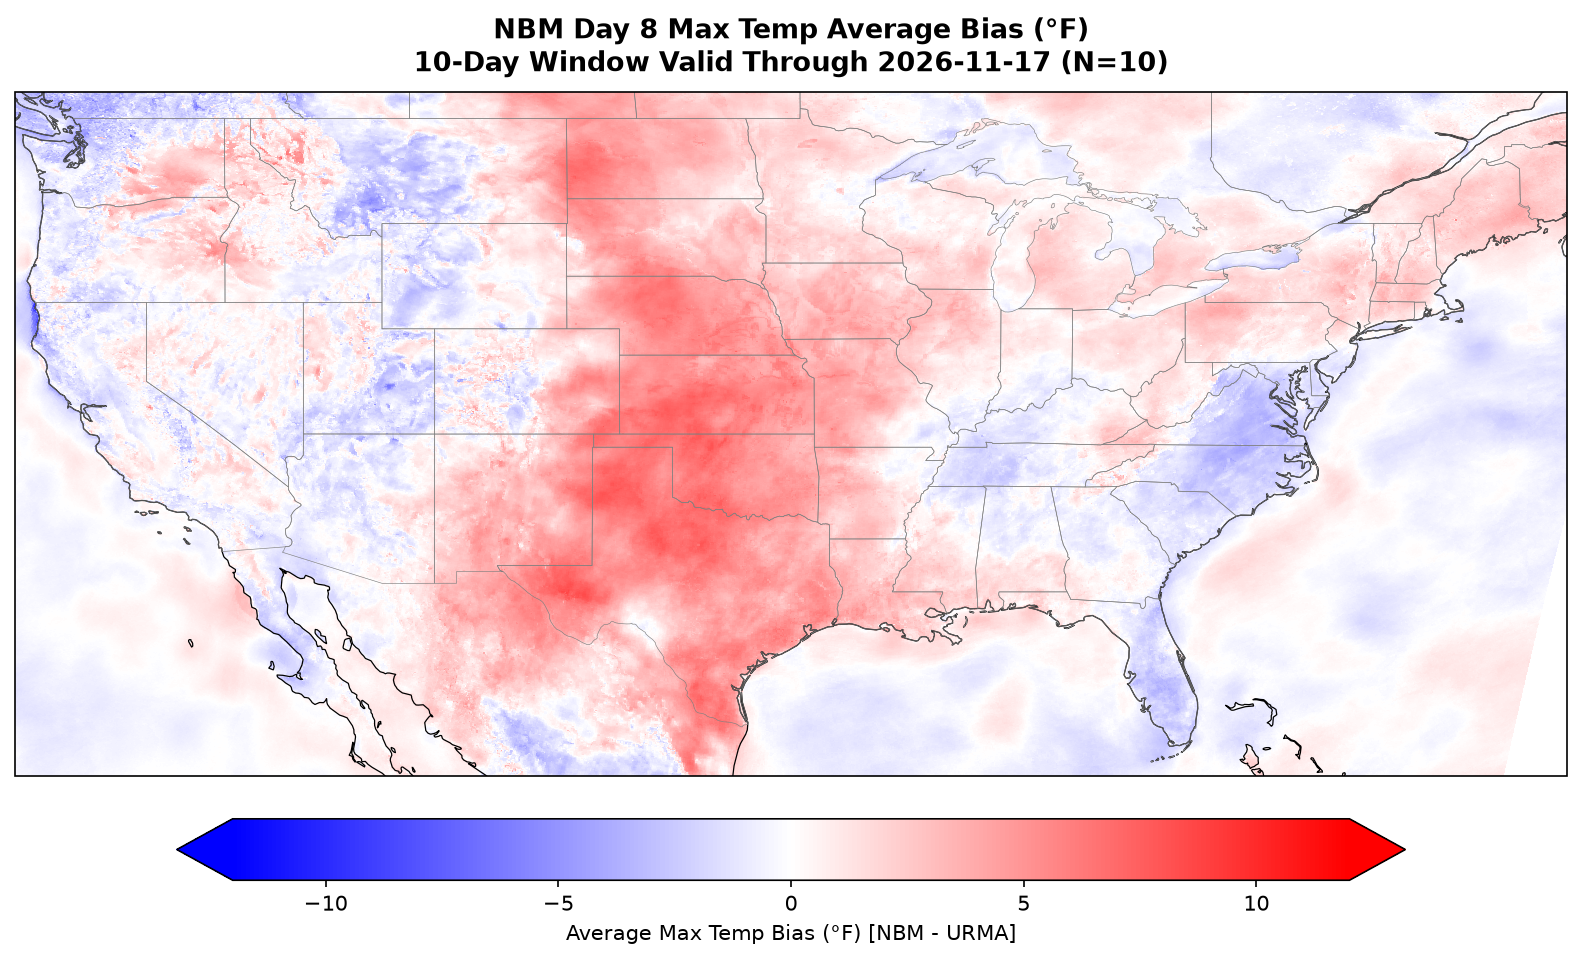 NBM Day 8 Max Temp Average Bias (°F)
10-Day Window Valid Through 2026-11-17 (N=10)
−10 −5 0 5 10
Average Max Temp Bias (°F) [NBM - URMA]